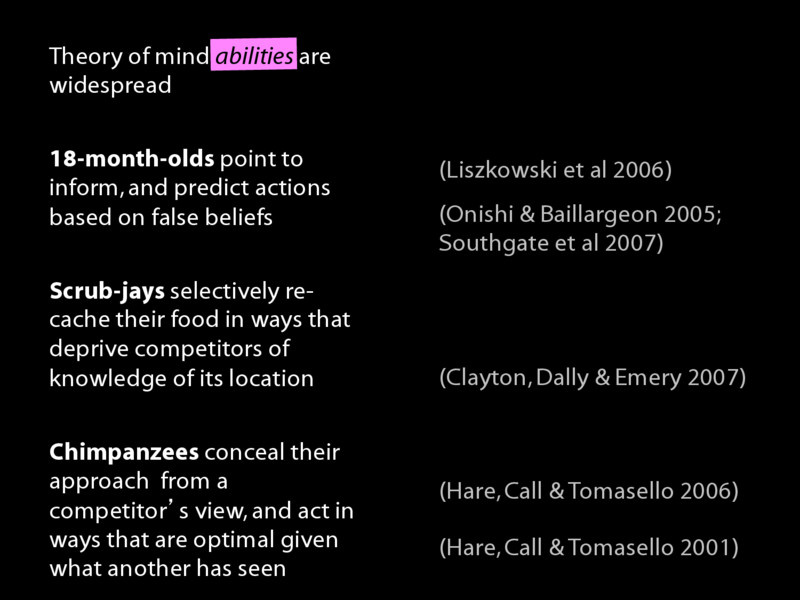 Theory of mind abilities are
widespread
18-month-olds point to
inform, and predict actions
based on false beliefs
(Liszkowski et al 2006)
(Onishi & Baillargeon 2005;
Southgate et al 2007)
Scrub-jays selectively re-
cache their food in ways that
deprive competitors of
knowledge of its location
(Clayton, Dally & Emery 2007)
Chimpanzees conceal their
approach from a
competitor’s view, and act in
ways that are optimal given
what another has seen
(Hare, Call & Tomasello 2006)
(Hare, Call & Tomasello 2001)